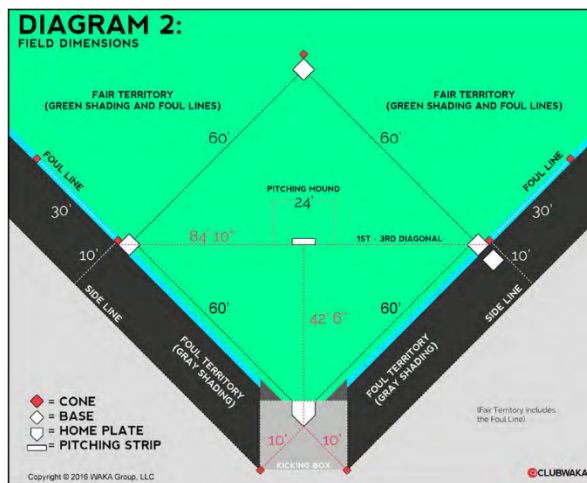 DIAGRAM 2:
FIELD DIMENSIONS
FAIR TERRITORY
(GREEN SHADING AND FOUL LINES)
FAIR TERRITORY
(GREEN SHADING AND FOUL LINES)
60'
60'
FOUL LINE
FOUL LINE
PITCHING MOUND
24'
30'
30'
84' 10"
1ST - 3RD DIAGONAL
10'
10'
SIDE LINE
SIDE LINE
60'
60'
42' 6"
FOUL TERRITORY
(GRAY SHADING)
FOUL TERRITORY
(GRAY SHADING)
= CONE
= BASE
= HOME PLATE
= PITCHING STRIP
(Fair Territory includes
the Foul Line)
10'
10'
KICKING BOX
Copyright © 2016 WAKA Group, LLC
@CLUBWAKA